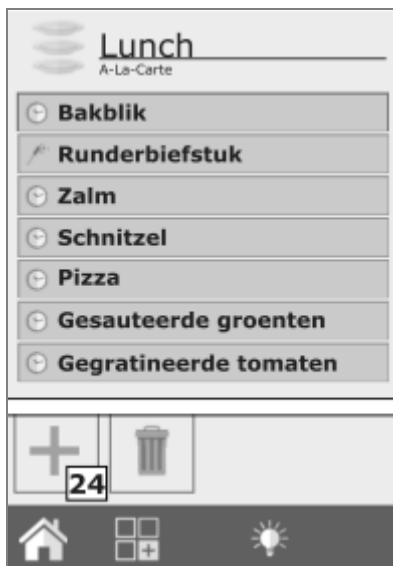 Lunch
A-La-Carte
Bakblik
Runderbiefstuk
Zalm
Schnitzel
Pizza
Gesauteerde groenten
Gegratineerde tomaten
24